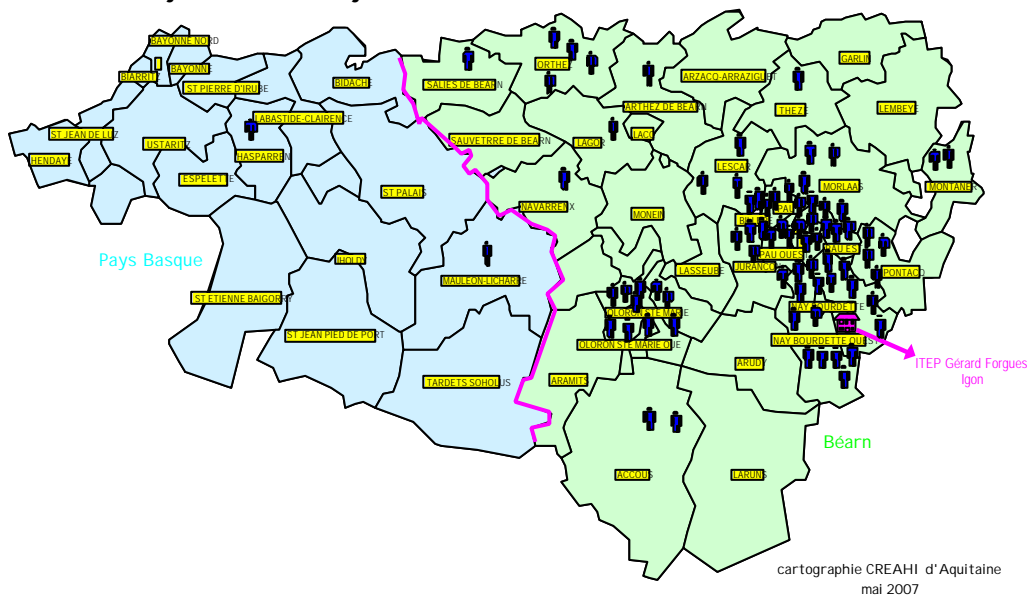 BAYONNE NORD
BIARRITZ
BAYONNE
ST PIERRE D'IRUBE
BIDACHE
SALIES DE BEARN
ORTHEZ
ARZACQ-ARRAZIGUET
GARLIN
ST JEAN DE LUZ
HENDAYE
USTARITZ
LABASTIDE-CLAIRENCE
HASPARREN
ESPELETTE
ST PALAIS
SAUVETRRE DE BEARN
ARTHEZ DE BEARN
LAGOR
LACQ
THEZE
LEMBEYE
LESCAR
MORLAAS
MONTANER
NAVARRENX
MONEIN
PAU
PAU EST
PAU OUEST
Pays Basque
IHOLDY
MAULEON-LICHARRE
LASSEUBE
JURANCON
PONTACQ
ST ETIENNE BAIGORRY
ST JEAN PIED DE PORT
OLORON STE MARIE
NAY BOURDETTE
OLORON STE MARIE OUE
NAY BOURDETTE OUEST
ITEP Gérard Forgues
Igon
TARDETS SOHOLUS
ARAMITS
ARUDY
Béarn
ACCOUS
LARUNS
cartographie CREAHI d'Aquitaine
mai 2007